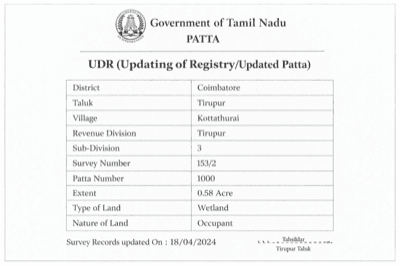 Government of Tamil Nadu
PATTA
UDR (Updating of Registry/Updated Patta)
District Coimbatore
Taluk Tirupur
Village Kottathurai
Revenue Division Tirupur
Sub-Division 3
Survey Number 153/2
Patta Number 1000
Extent 0.58 Acre
Type of Land Wetland
Nature of Land Occupant
Survey Records updated On : 18/04/2024
Tahsildar
Tirupur Taluk